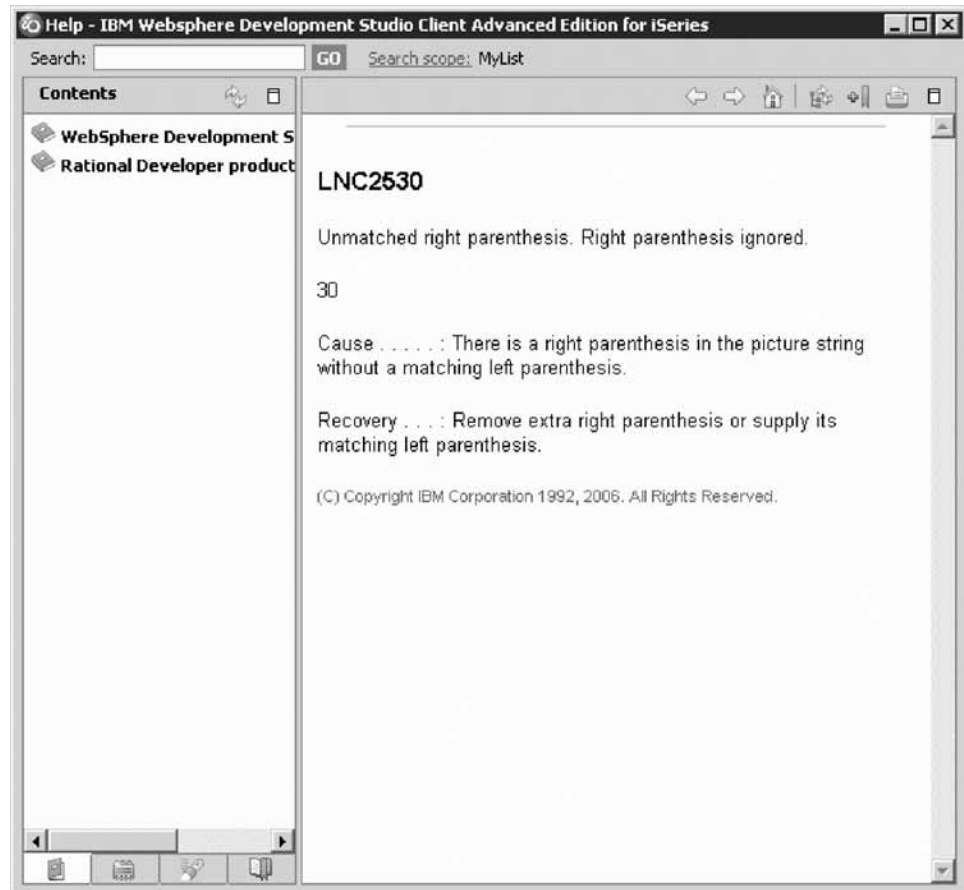 Help - IBM Websphere Development Studio Client Advanced Edition for iSeries
Search:
GO
Search scope: MyList
Contents
WebSphere Development S
Rational Developer product
LNC2530
Unmatched right parenthesis. Right parenthesis ignored.
30
Cause . . . . . : There is a right parenthesis in the picture string
without a matching left parenthesis.
Recovery . . . : Remove extra right parenthesis or supply its
matching left parenthesis.
(C) Copyright IBM Corporation 1992, 2006. All Rights Reserved.